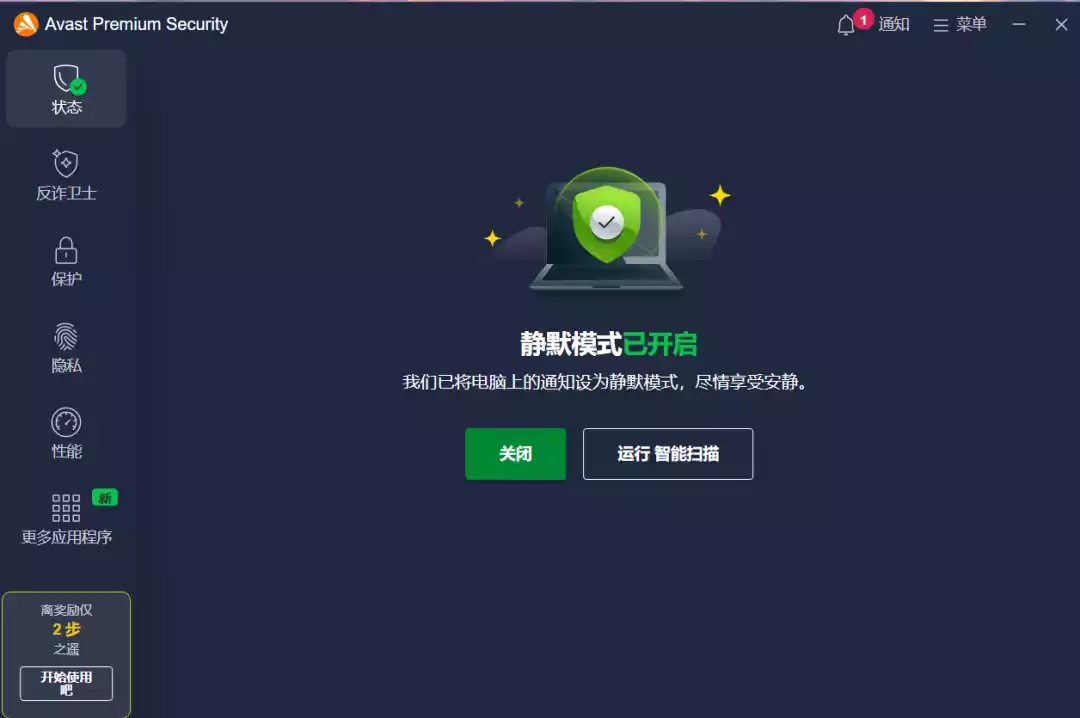 Avast Premium Security
1
通知
菜单
状态
反诈卫士
保护
隐私
性能
新
更多应用程序
静默模式已开启
我们已将电脑上的通知设为静默模式，尽情享受安静。
关闭
运行 智能扫描
离奖励仅
2 步
之遥
开始使用
吧